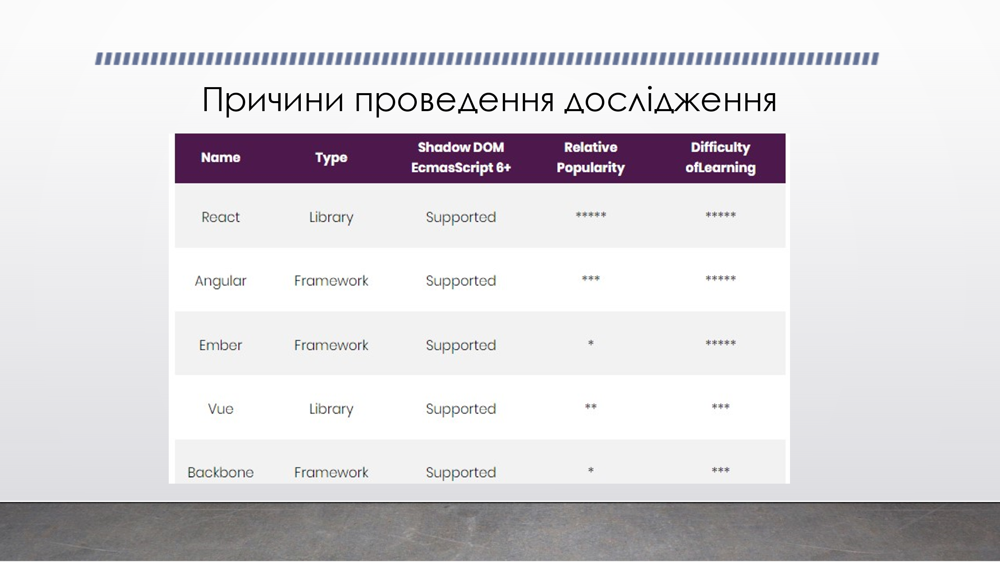 Причини проведення дослідження
Name Type Shadow DOM EcmasScript 6+ Relative Popularity Difficulty ofLearning
React Library Supported ***** *****
Angular Framework Supported *** *****
Ember Framework Supported * *****
Vue Library Supported ** ***
Backbone Framework Supported * ***